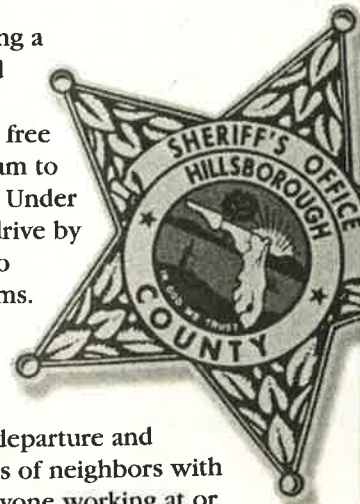 ng a
free
am to
Under
drive by
o
ms.
SHERIFF'S OFFICE
HILLSBOROUGH
IN GOD WE TRUST
COUNTY
departure and
s of neighbors with
yone working at or